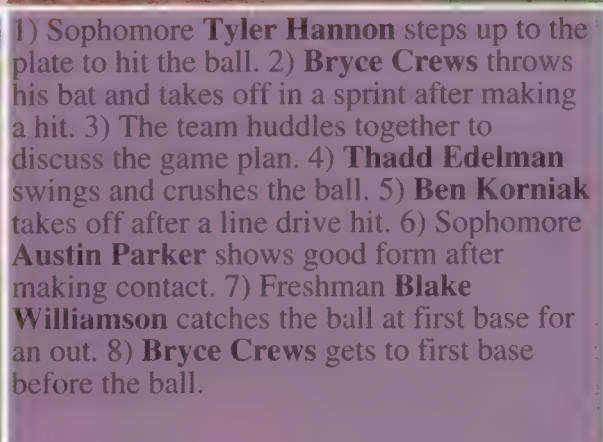 1) Sophomore Tyler Hannon steps up to the
plate to hit the ball. 2) Bryce Crews throws
his bat and takes off in a sprint after making
a hit. 3) The team huddles together to
discuss the game plan. 4) Thadd Edelman
swings and crushes the ball. 5) Ben Korniak
takes off after a line drive hit. 6) Sophomore
Austin Parker shows good form after
making contact. 7) Freshman Blake
Williamson catches the ball at first base for
an out. 8) Bryce Crews gets to first base
before the ball.